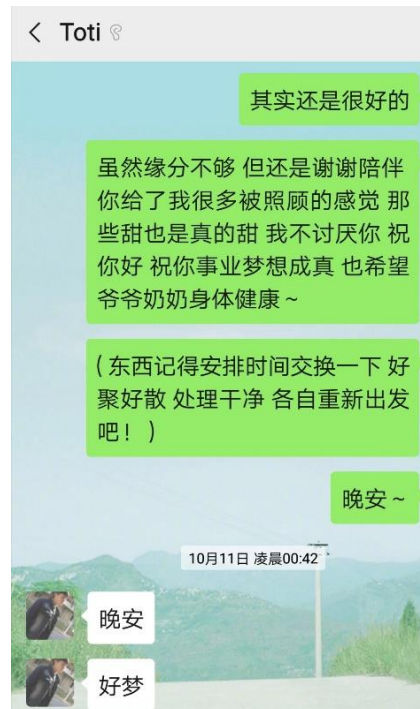 Toti
其实还是很好的
虽然缘分不够 但还是谢谢陪伴
你给了我很多被照顾的感觉 那
些甜也是真的甜 我不讨厌你 祝
你好 祝你事业梦想成真 也希望
爷爷奶奶身体健康~
(东西记得安排时间交换一下 好
聚好散 处理干净 各自重新出发
吧！)
晚安~
10月11日 凌晨00:42
晚安
好梦